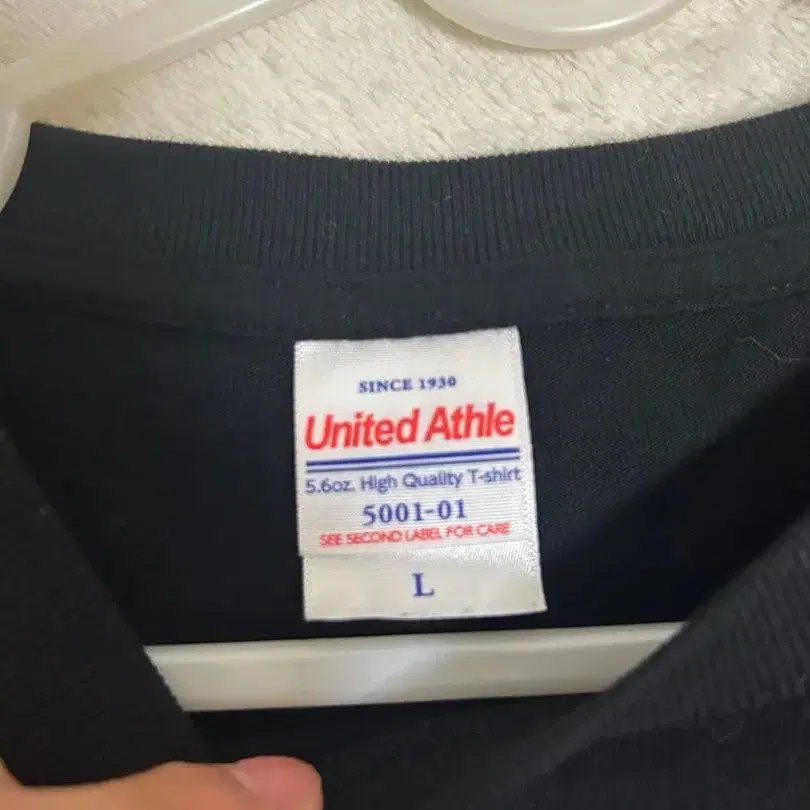 SINCE 1930
United Athle
5.6oz. High Quality T-shirt
5001-01
SEE SECOND LABEL FOR CARE
L